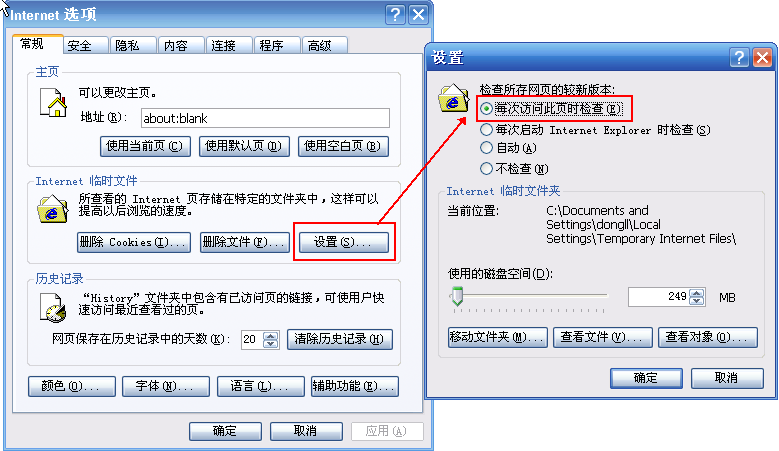 Internet 选项
常规
安全
隐私
内容
连接
程序
高级
主页
可以更改主页。
地址(R):
about:blank
使用当前页(C)
使用默认页(D)
使用空白页(B)
Internet 临时文件
所查看的 Internet 页存储在特定的文件夹中，这样可以
提高以后浏览的速度。
删除 Cookies(I)...
删除文件(F)...
设置(S)...
历史记录
“History”文件夹中包含有已访问页的链接，可使用户快
速访问最近查看过的页。
网页保存在历史记录中的天数(K):
20
清除历史记录(H)
颜色(O)...
字体(N)...
语言(L)...
辅助功能(E)...
确定
取消
应用(A)
设置
检查所存网页的较新版本:
每次访问此页时检查(E)
每次启动 Internet Explorer 时检查(S)
自动(A)
不检查(N)
Internet 临时文件夹
当前位置:
C:\Documents and
Settings\dongll\Local
Settings\Temporary Internet Files\
使用的磁盘空间(D):
249
MB
移动文件夹(M)...
查看文件(V)...
查看对象(O)...
确定
取消